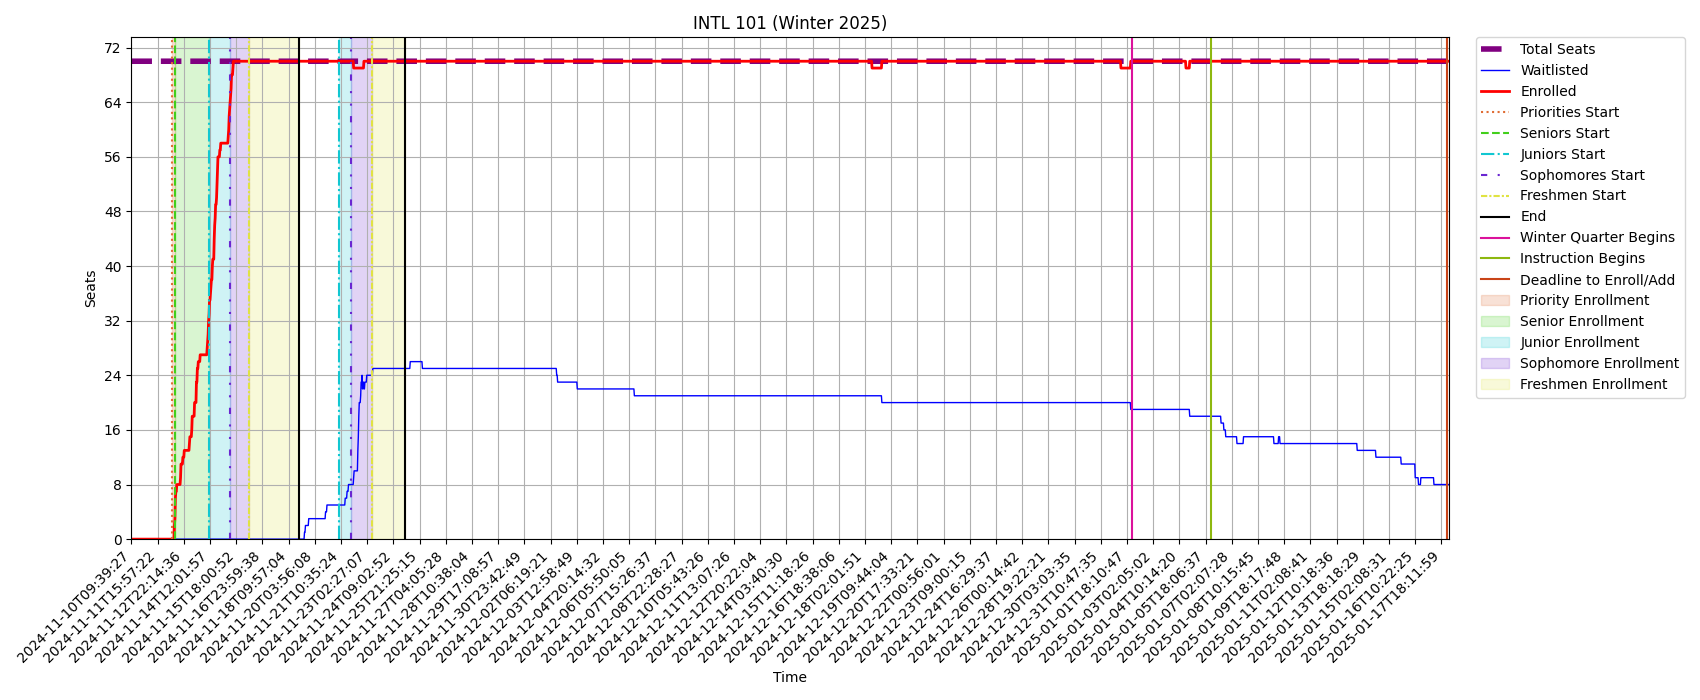 INTL 101 (Winter 2025)
72
64
56
48
40
32
24
16
8
0
Seats
2024-11-10T09:39:27
2024-11-11T15:57:22
2024-11-12T22:14:36
2024-11-14T12:01:57
2024-11-15T18:00:52
2024-11-16T23:59:38
2024-11-18T09:57:04
2024-11-20T03:56:08
2024-11-21T10:35:24
2024-11-23T02:27:07
2024-11-24T09:02:52
2024-11-25T21:25:15
2024-11-27T04:05:28
2024-11-28T10:38:04
2024-11-29T17:08:57
2024-11-30T23:42:49
2024-12-02T06:19:21
2024-12-03T12:58:49
2024-12-04T20:14:32
2024-12-06T05:50:05
2024-12-07T15:26:37
2024-12-08T22:28:27
2024-12-10T05:43:26
2024-12-11T13:07:26
2024-12-12T20:22:04
2024-12-14T03:40:30
2024-12-15T11:18:26
2024-12-16T18:38:06
2024-12-18T02:01:51
2024-12-19T09:44:04
2024-12-20T17:33:21
2024-12-22T00:56:01
2024-12-23T09:00:15
2024-12-24T16:29:37
2024-12-26T00:14:42
2024-12-28T19:22:21
2024-12-30T03:03:35
2024-12-31T10:47:35
2025-01-01T18:10:47
2025-01-03T02:05:02
2025-01-04T10:14:20
2025-01-05T18:06:37
2025-01-07T02:07:28
2025-01-08T10:15:45
2025-01-09T18:17:48
2025-01-11T02:08:41
2025-01-12T10:18:36
2025-01-13T18:18:29
2025-01-15T02:08:31
2025-01-16T10:22:25
2025-01-17T18:11:59
Time
Total Seats
Waitlisted
Enrolled
Priorities Start
Seniors Start
Juniors Start
Sophomores Start
Freshmen Start
End
Winter Quarter Begins
Instruction Begins
Deadline to Enroll/Add
Priority Enrollment
Senior Enrollment
Junior Enrollment
Sophomore Enrollment
Freshmen Enrollment